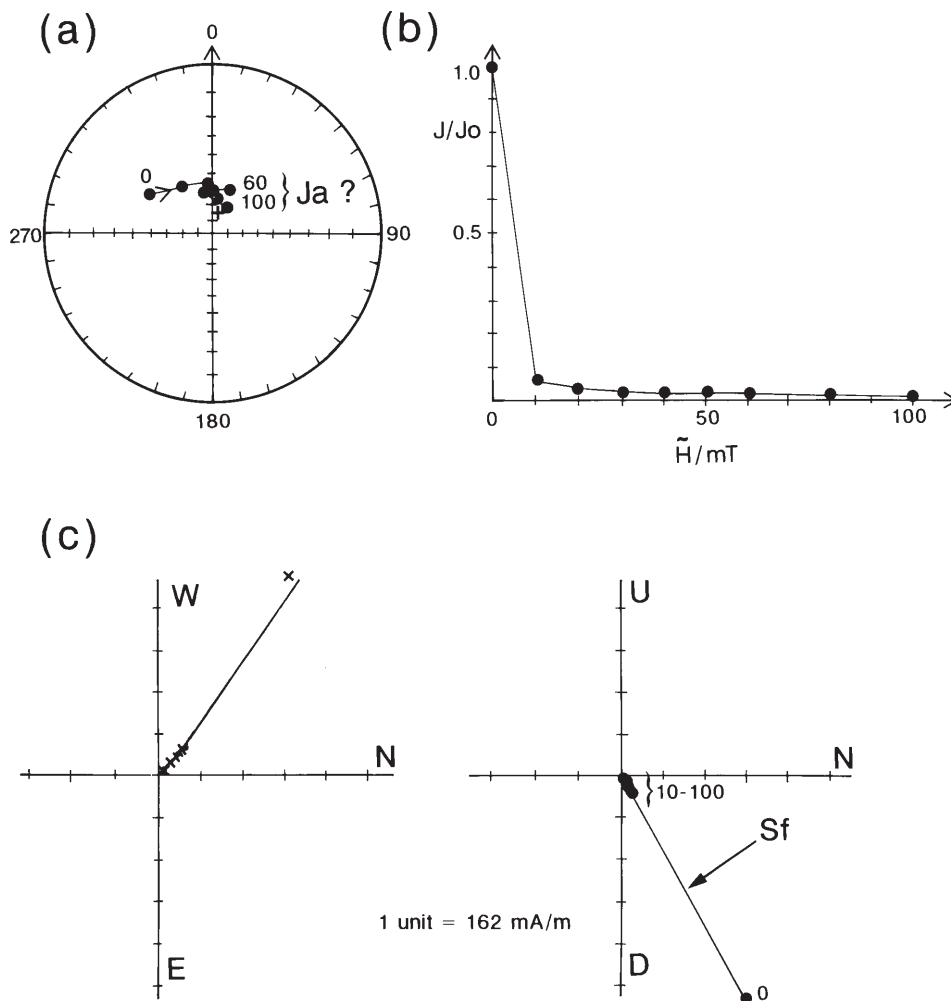 (a)
0
0
60
100 } Ja ?
270
90
180
(b)
1.0
J/Jo
0.5
0
50
100
H̃/mT
(c)
W
N
E
U
N
}10-100
Sf
D
0
1 unit = 162 mA/m